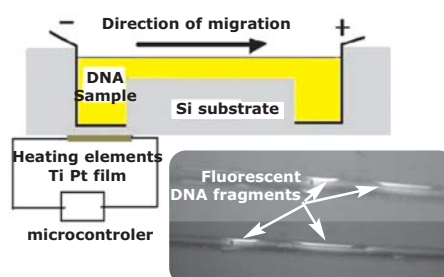 Direction of migration
−
+
DNA
Sample
Si substrate
Heating elements
Ti Pt film
microcontroler
Fluorescent
DNA fragments